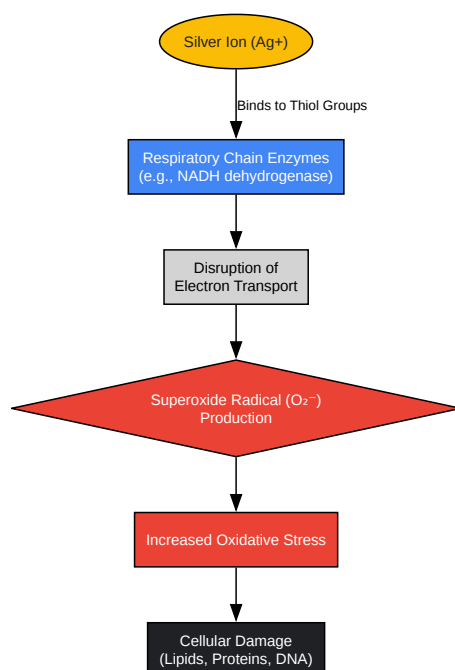 Silver Ion (Ag+)
Binds to Thiol Groups
Respiratory Chain Enzymes
(e.g., NADH dehydrogenase)
Disruption of
Electron Transport
Superoxide Radical (O₂⁻)
Production
Increased Oxidative Stress
Cellular Damage
(Lipids, Proteins, DNA)